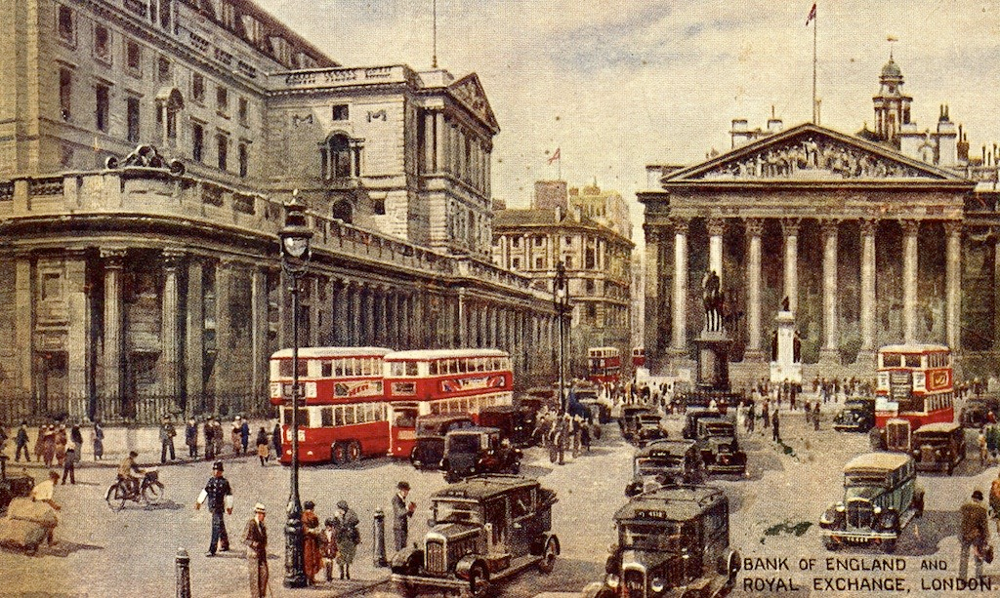 BANK OF ENGLAND AND
ROYAL EXCHANGE, LONDON